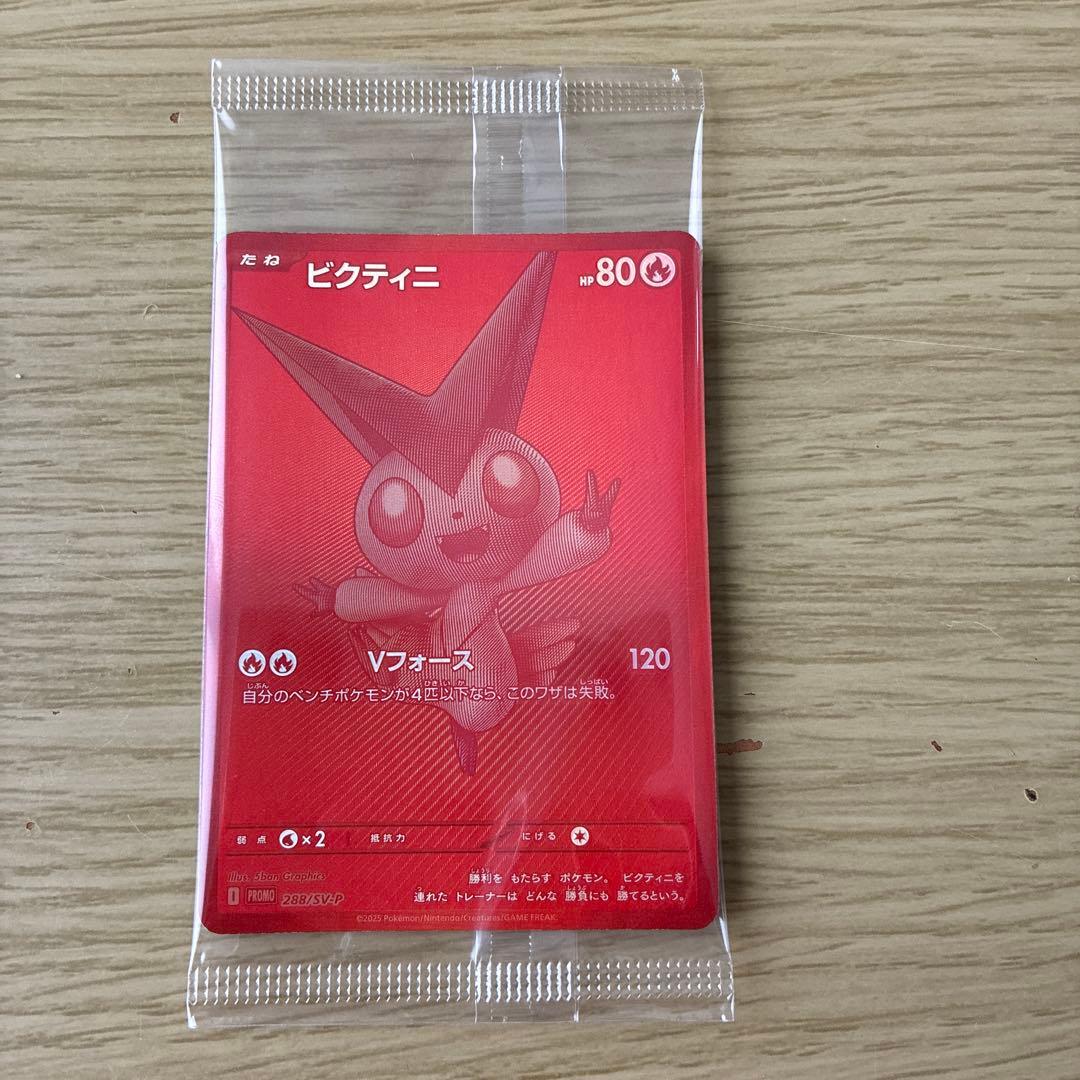 たね ビクティニ HP80
Vフォース 120
自分のベンチポケモンが4匹以下なら、このワザは失敗。
弱点 ×2 抵抗力 にげる
Illus. 5ban Graphics
勝利を もたらす ポケモン。 ビクティニを
連れた トレーナーは どんな 勝負にも 勝てるという。
I PROMO 288/SV-P
©2025 Pokémon/Nintendo/Creatures/GAME FREAK.